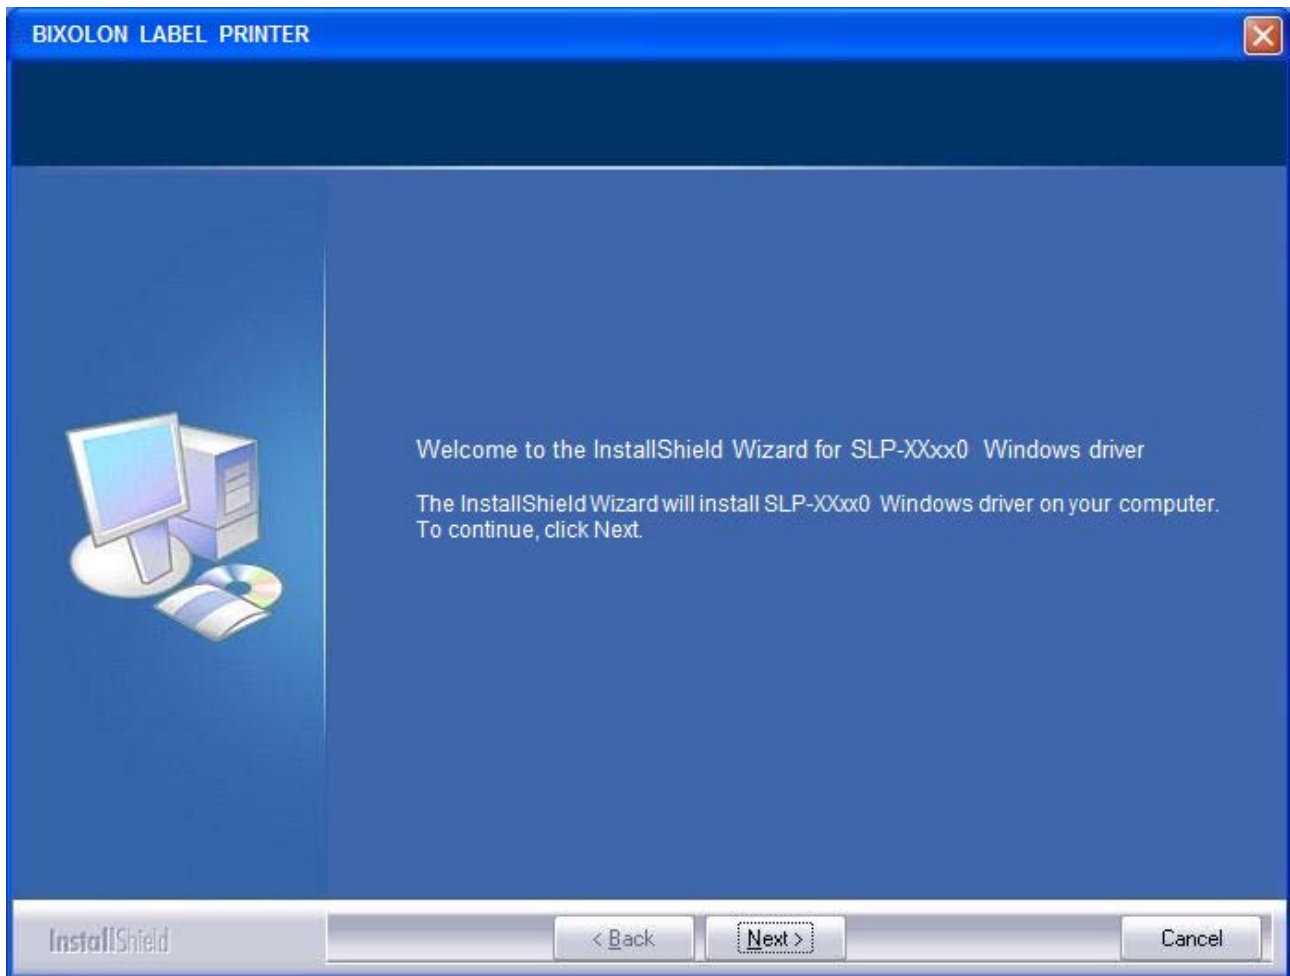 BIXOLON LABEL PRINTER
Welcome to the InstallShield Wizard for SLP-XXxx0 Windows driver
The InstallShield Wizard will install SLP-XXxx0 Windows driver on your computer.
To continue, click Next.
InstallShield
< Back
Next >
Cancel